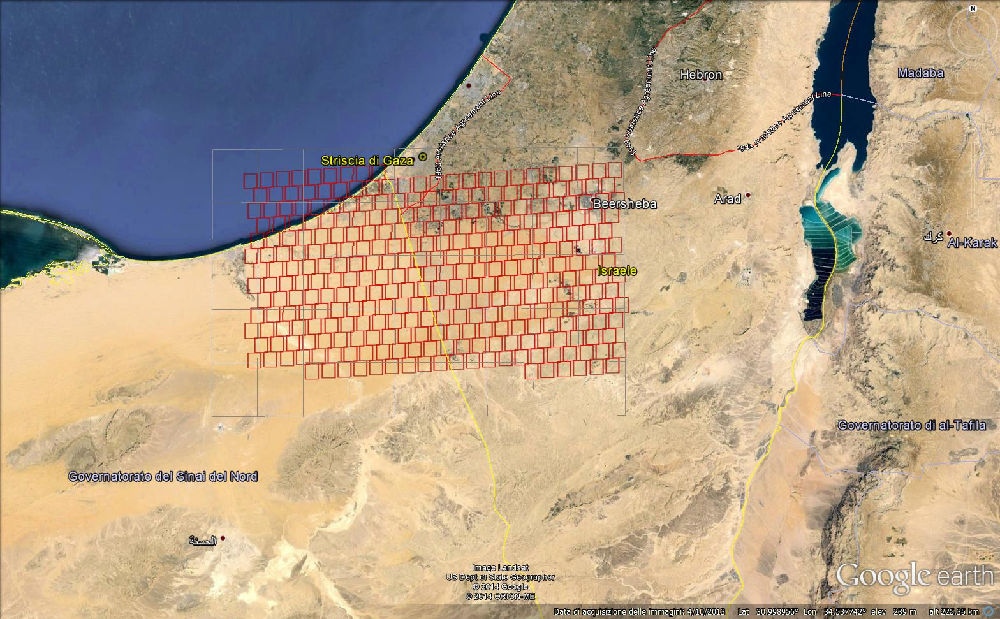 N
Hebron
Madaba
1949 Armistice Agreement Line
1950 Armistice Agreement Line
1949 Armistice Agreement Line
Striscia di Gaza
Beersheba
Arad
كرك
Al-Karak
Israele
Governatorato di al-Tafila
Governatorato del Sinai del Nord
الحسنة
Image Landsat
US Dept of State Geographer
© 2014 Google
© 2014 ORION-ME
Google earth
Data di acquisizione delle immagini: 4/10/2013 Lat 30.998956° Lon 34.537742° elev 239 m alt 225.35 km